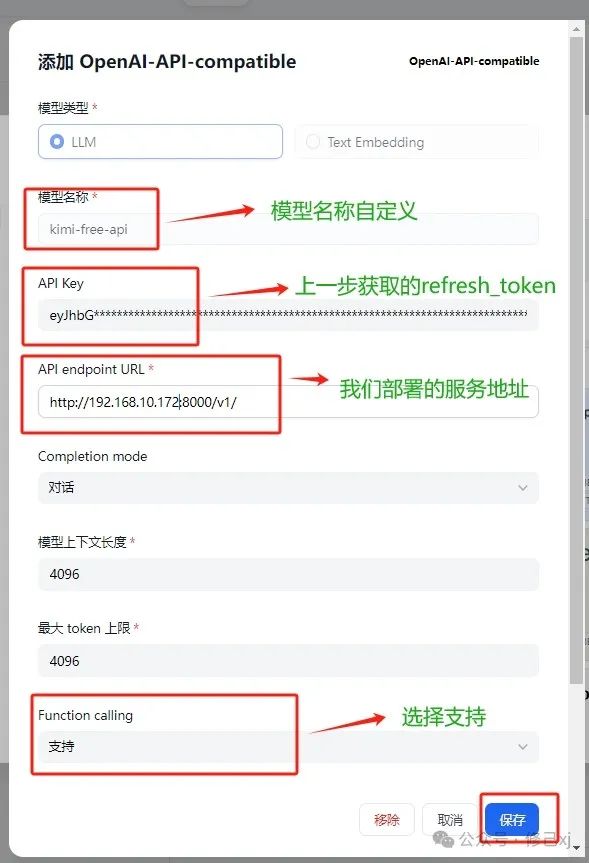 添加 OpenAI-API-compatible
OpenAI-API-compatible
模型类型 *
LLM
Text Embedding
模型名称 *
kimi-free-api
模型名称自定义
API Key
上一步获取的refresh_token
eyJhbG**********************************************************************
API endpoint URL *
http://192.168.10.172:8000/v1/
我们部署的服务地址
Completion mode
对话
模型上下文长度 *
4096
最大 token 上限 *
4096
Function calling
支持
选择支持
移除
取消
保存
公众号 · 修己xj